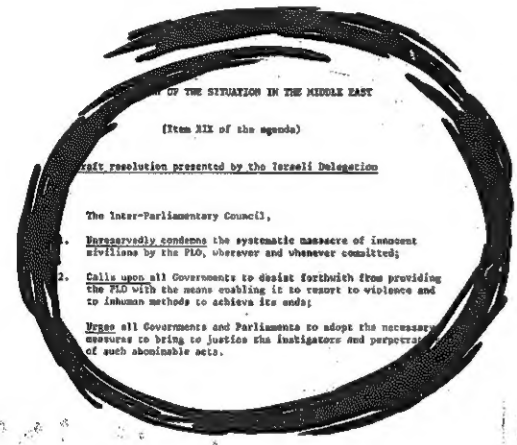 OF THE SITUATION IN THE MIDDLE EAST
(Item XIX of the agenda)
raft resolution presented by the Israeli Delegation
The Inter-Parliamentary Council,
1. Unreservedly condemns the systematic massacre of innocent
civilians by the PLO, wherever and whenever committed;
2. Calls upon all Governments to desist forthwith from providing
the PLO with the means enabling it to resort to violence and
to inhuman methods to achieve its ends;
Urges all Governments and Parliaments to adopt the necessary
measures to bring to justice the instigators and perpetra
of such abominable acts.